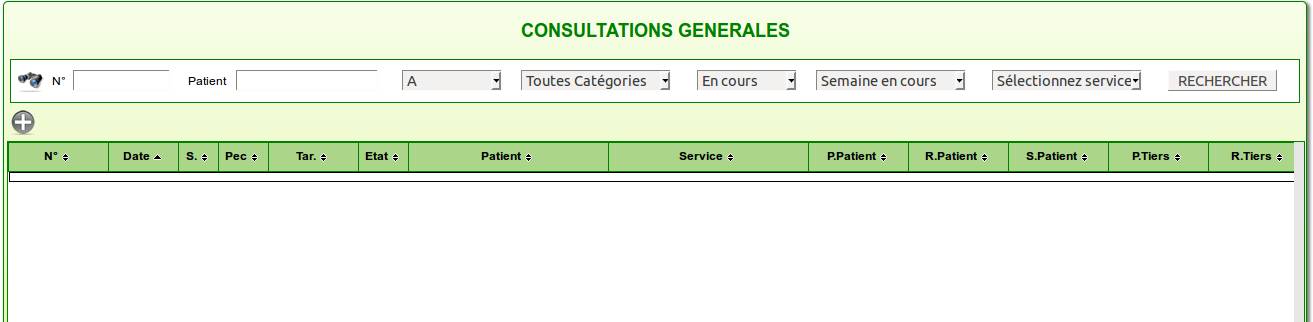 CONSULTATIONS GENERALES
N° Patient A Toutes Catégories En cours Semaine en cours Sélectionnez service RECHERCHER
N° Date S. Pec Tar. Etat Patient Service P.Patient R.Patient S.Patient P.Tiers R.Tiers